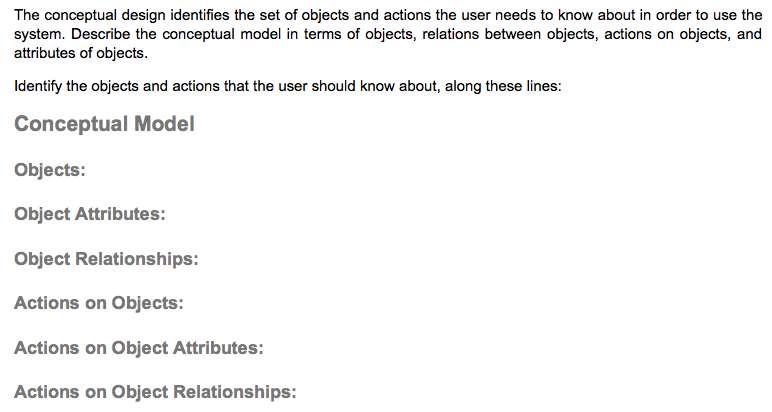 The conceptual design identifies the set of objects and actions the user needs to know about in order to use the
system. Describe the conceptual model in terms of objects, relations between objects, actions on objects, and
attributes of objects.
Identify the objects and actions that the user should know about, along these lines:
Conceptual Model
Objects:
Object Attributes:
Object Relationships:
Actions on Objects:
Actions on Object Attributes:
Actions on Object Relationships: